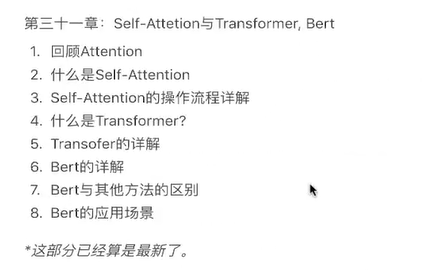 第三十一章：Self-Attetion与Transformer, Bert
1. 回顾Attention
2. 什么是Self-Attention
3. Self-Attention的操作流程详解
4. 什么是Transformer?
5. Transofer的详解
6. Bert的详解
7. Bert与其他方法的区别
8. Bert的应用场景
*这部分已经算是最新了。